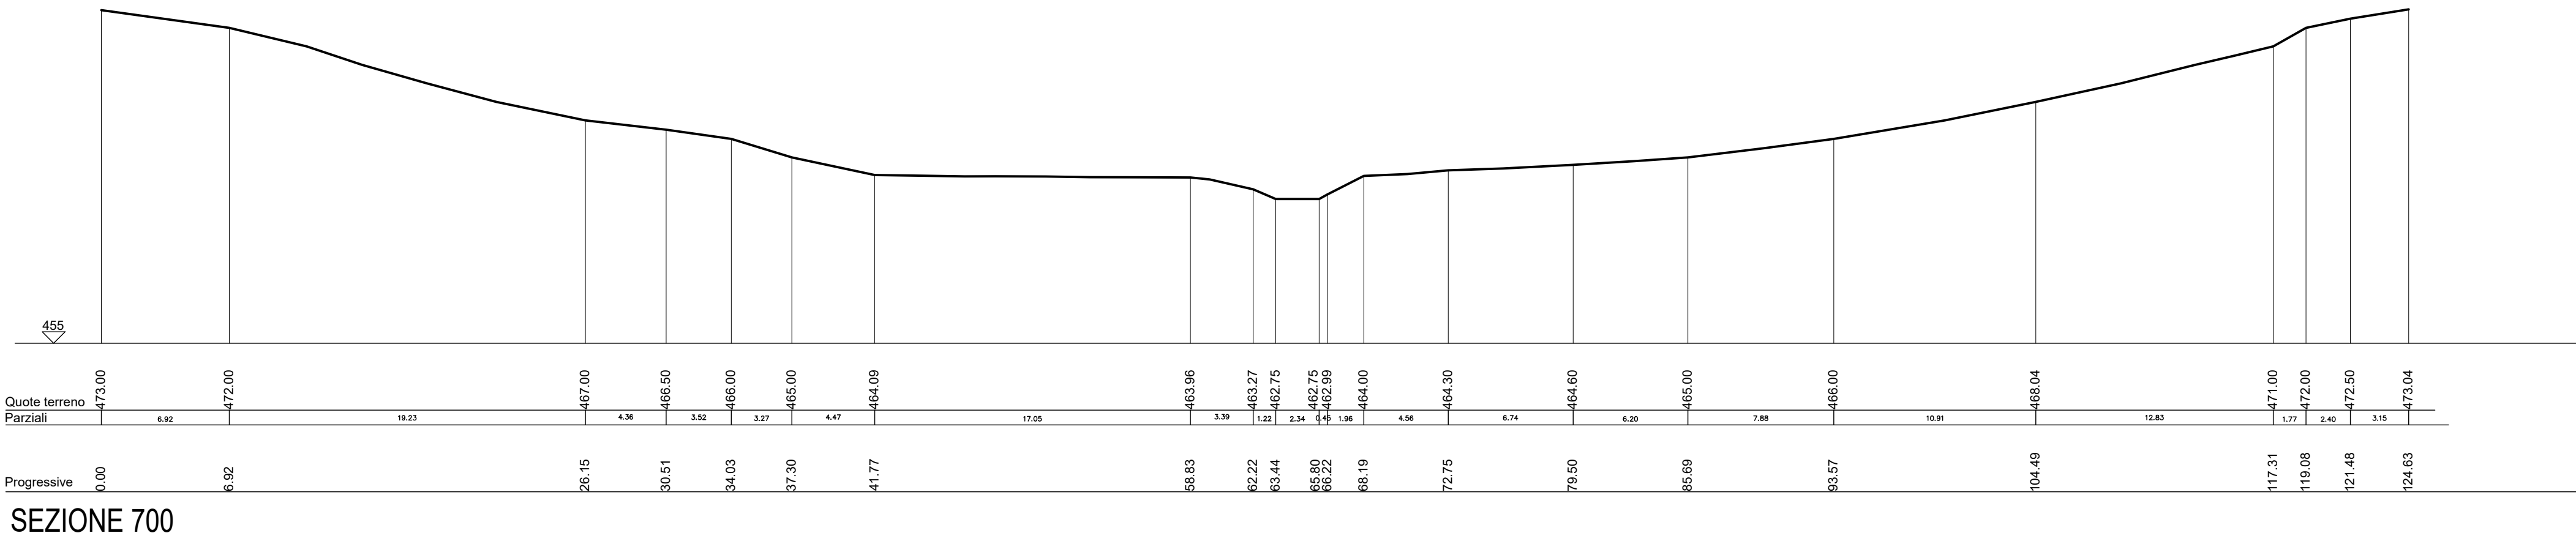 455
Quote terreno 473.00 472.00 467.00 466.50 466.00 465.00 464.09 463.96 463.27 462.75 462.75 462.99 464.00 464.30 464.60 465.00 466.00 468.04 471.00 472.00 472.50 473.04
Parziali 6.92 19.23 4.36 3.52 3.27 4.47 17.05 3.39 1.22 2.34 0.45 1.96 4.56 6.74 6.20 7.88 10.91 12.83 1.77 2.40 3.15
Progressive 0.00 6.92 26.15 30.51 34.03 37.30 41.77 58.83 62.22 63.44 65.80 66.22 68.19 72.75 79.50 85.69 93.57 104.49 117.31 119.08 121.48 124.63
SEZIONE 700